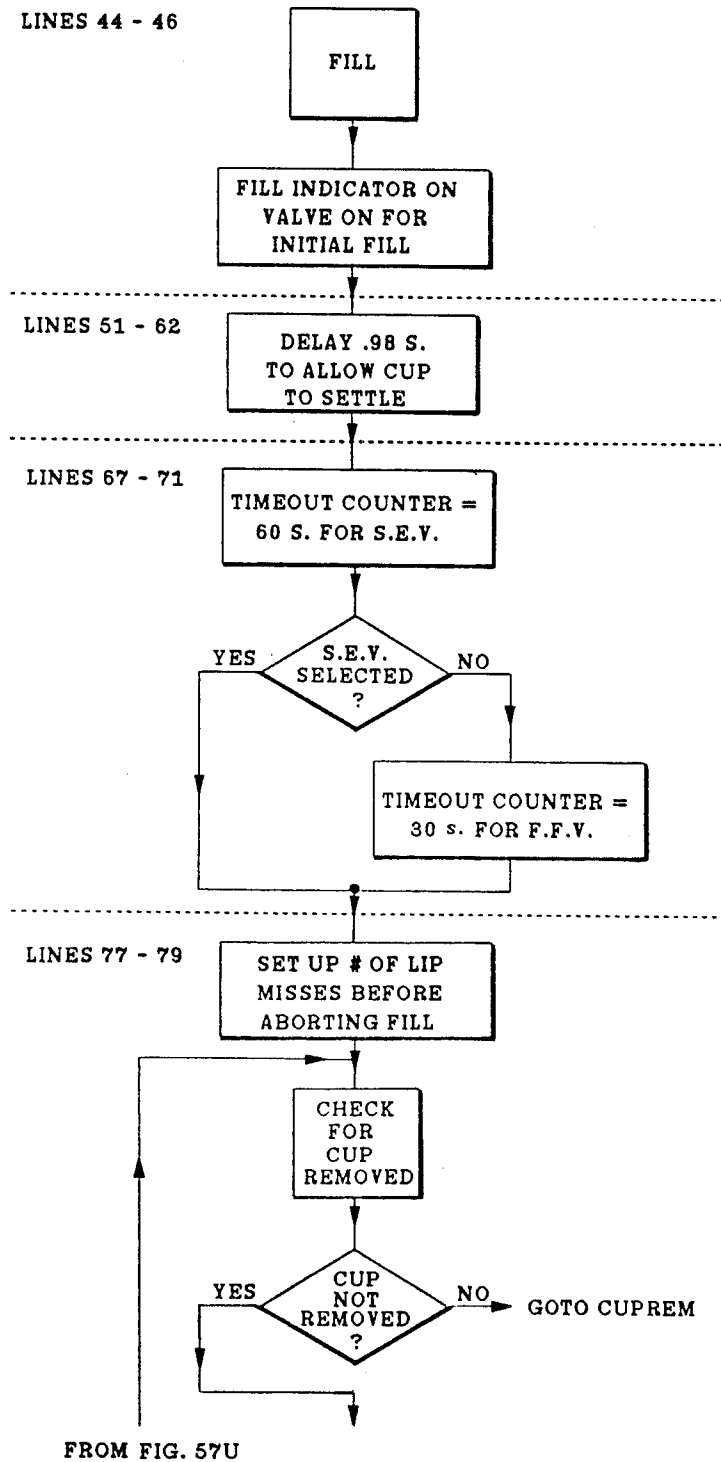 LINES 44 - 46
FILL
FILL INDICATOR ON
VALVE ON FOR
INITIAL FILL
LINES 51 - 62
DELAY .98 S.
TO ALLOW CUP
TO SETTLE
LINES 67 - 71
TIMEOUT COUNTER =
60 S. FOR S.E.V.
YES
S.E.V.
SELECTED
?
NO
TIMEOUT COUNTER =
30 s. FOR F.F.V.
LINES 77 - 79
SET UP # OF LIP
MISSES BEFORE
ABORTING FILL
CHECK
FOR
CUP
REMOVED
YES
CUP
NOT
REMOVED
?
NO
GOTO CUPREM
FROM FIG. 57U